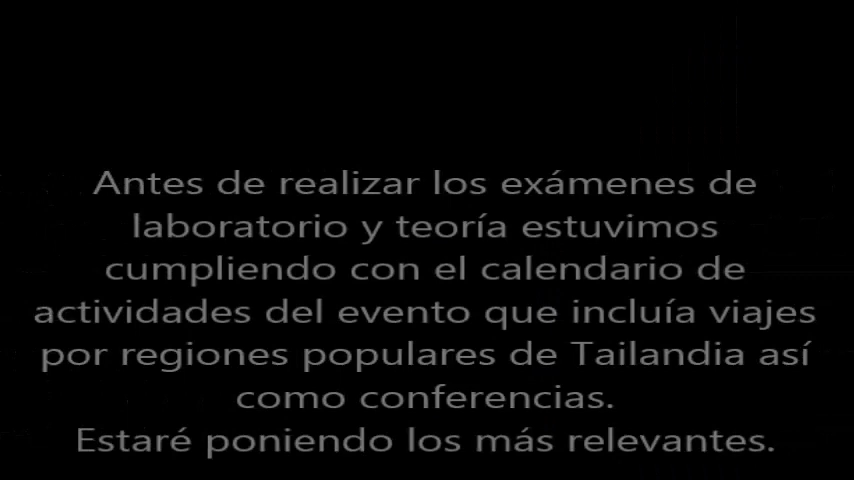 Antes de realizar los exámenes de
laboratorio y teoría estuvimos
cumpliendo con el calendario de
actividades del evento que incluía viajes
por regiones populares de Tailandia así
como conferencias.
Estaré poniendo los más relevantes.